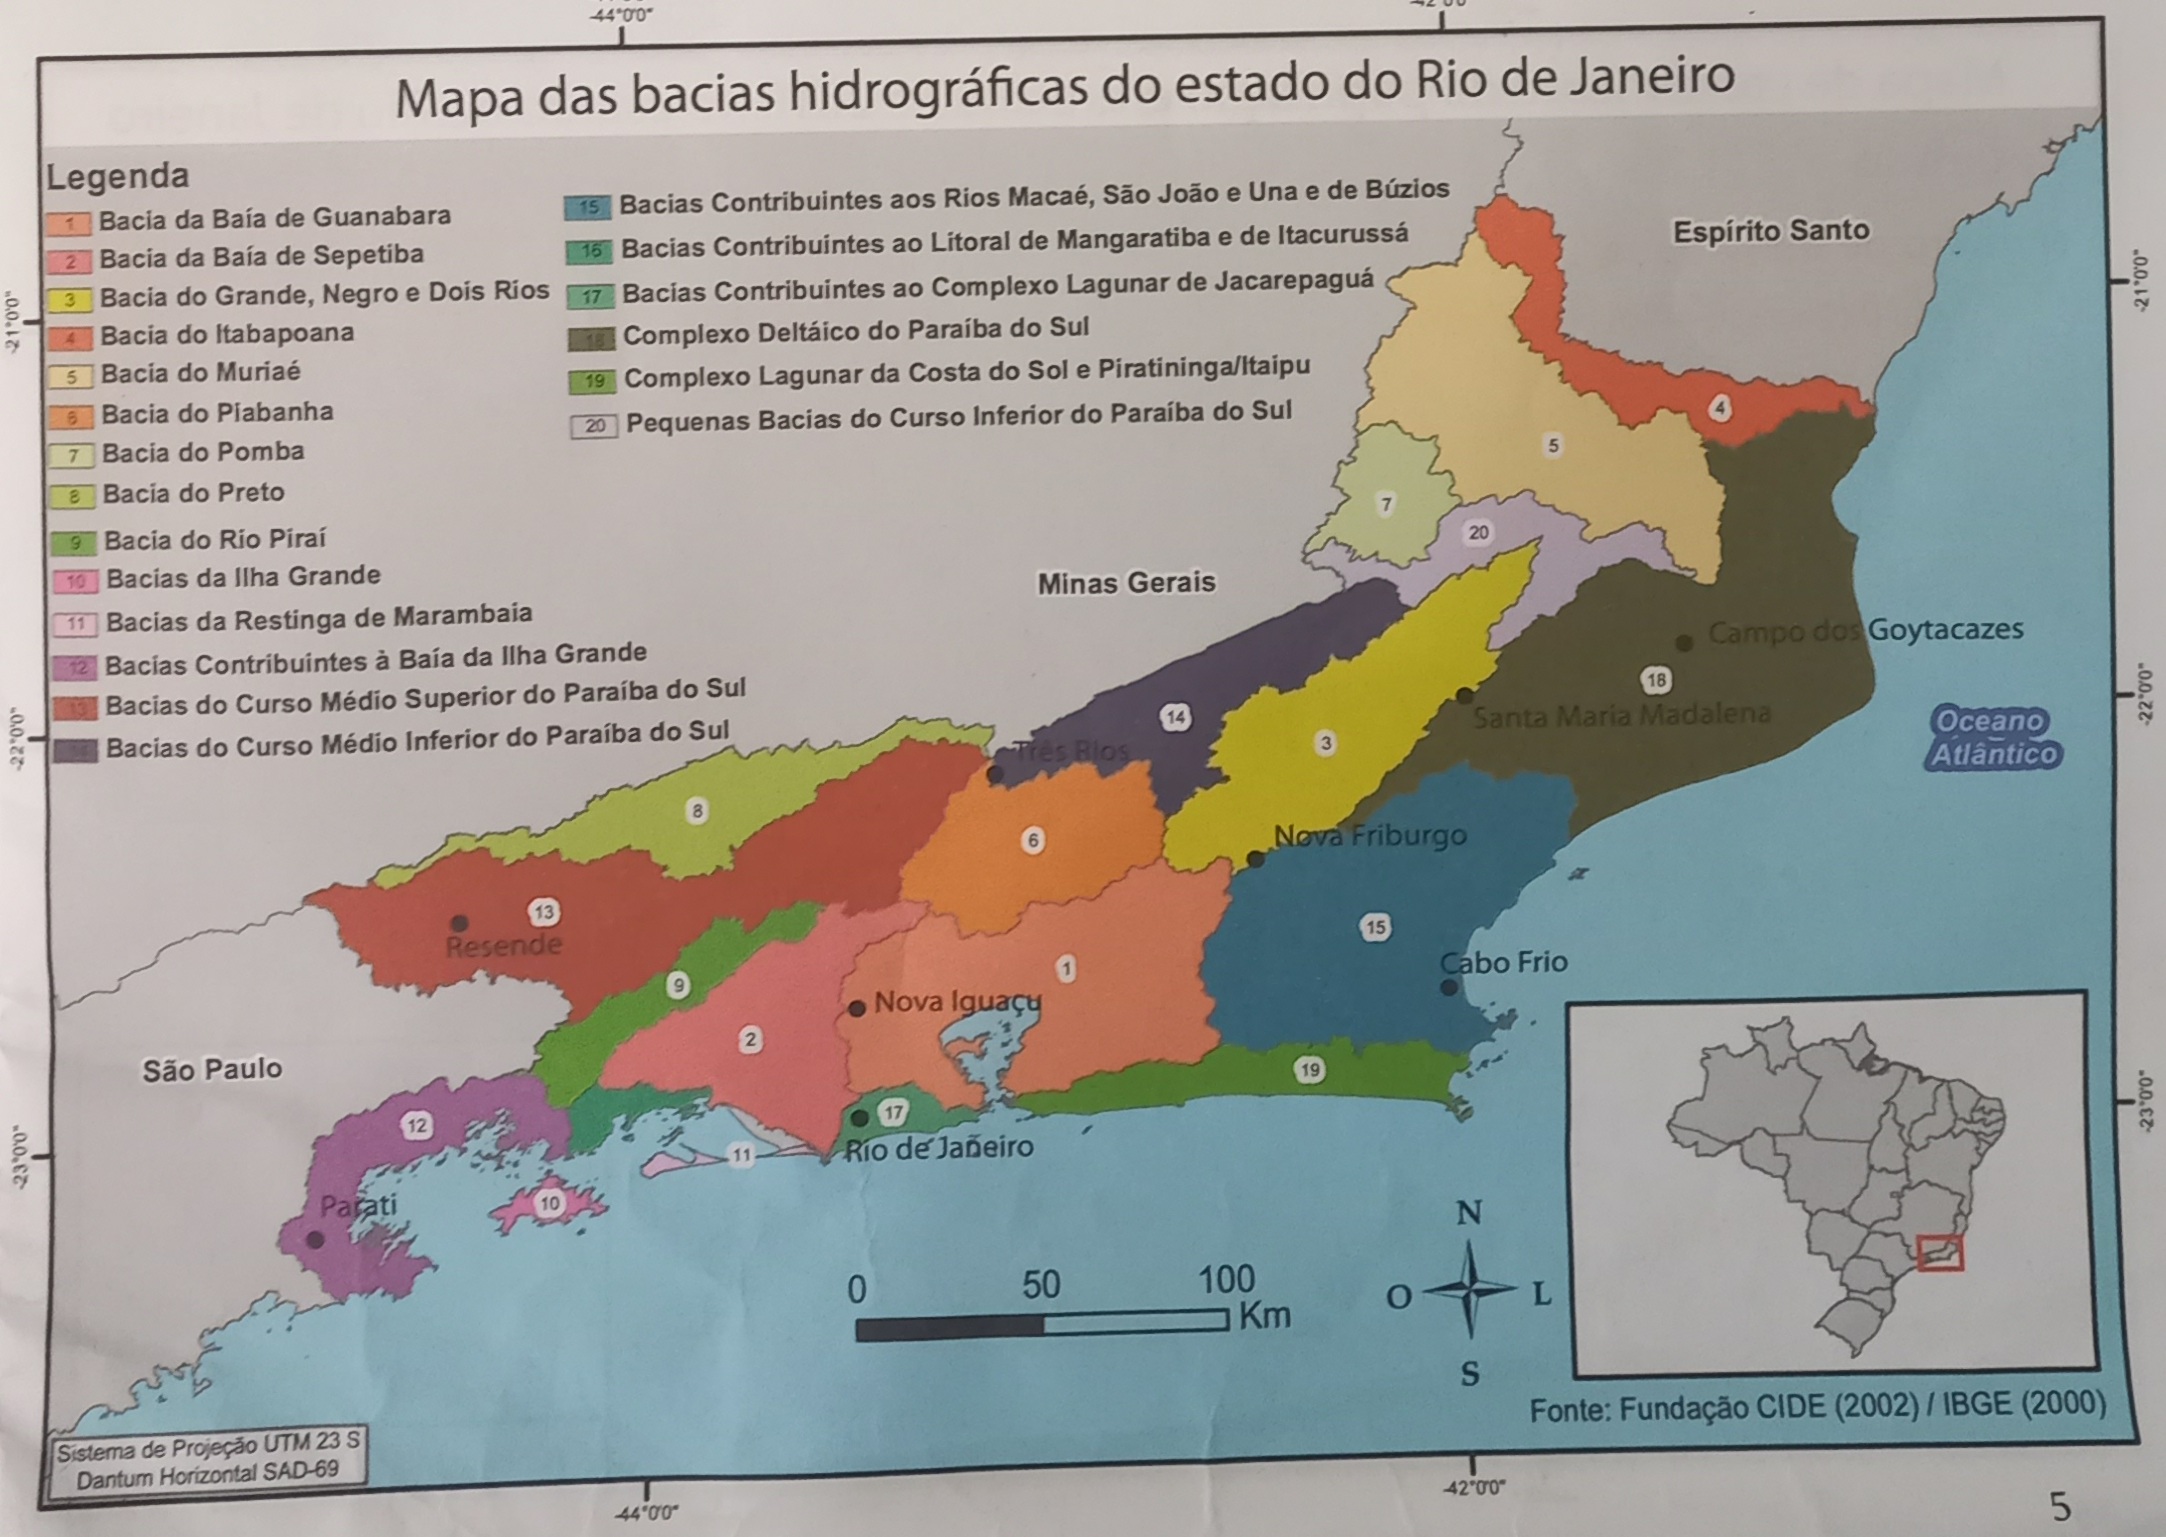 -44°0'0"
Mapa das bacias hidrográficas do estado do Rio de Janeiro
Legenda
1 Bacia da Baía de Guanabara
2 Bacia da Baía de Sepetiba
3 Bacia do Grande, Negro e Dois Rios
4 Bacia do Itabapoana
5 Bacia do Muriaé
6 Bacia do Piabanha
7 Bacia do Pomba
8 Bacia do Preto
9 Bacia do Rio Piraí
10 Bacias da Ilha Grande
11 Bacias da Restinga de Marambaia
12 Bacias Contribuintes à Baía da Ilha Grande
13 Bacias do Curso Médio Superior do Paraíba do Sul
Bacias do Curso Médio Inferior do Paraíba do Sul
15 Bacias Contribuintes aos Rios Macaé, São João e Una e de Búzios
16 Bacias Contribuintes ao Litoral de Mangaratiba e de Itacurussá
17 Bacias Contribuintes ao Complexo Lagunar de Jacarepaguá
18 Complexo Deltáico do Paraíba do Sul
19 Complexo Lagunar da Costa do Sol e Piratininga/Itaipu
20 Pequenas Bacias do Curso Inferior do Paraíba do Sul
Espírito Santo
-21°0'0"
-21°0'0"
4
5
7
20
Minas Gerais
Campo dos Goytacazes
18
Santa Maria Madalena
-22°0'0"
-22°0'0"
Oceano
Atlântico
14
3
Três Rios
8
6
Nova Friburgo
13
Resende
15
Cabo Frio
9
1
Nova Iguaçu
2
São Paulo
19
-23°0'0"
-23°0'0"
12
17
Rio de Janeiro
11
10
Parati
N
O
L
S
0 50 100
Km
Fonte: Fundação CIDE (2002) / IBGE (2000)
Sistema de Projeção UTM 23 S
Dantum Horizontal SAD-69
-44°0'0"
-42°0'0"
5